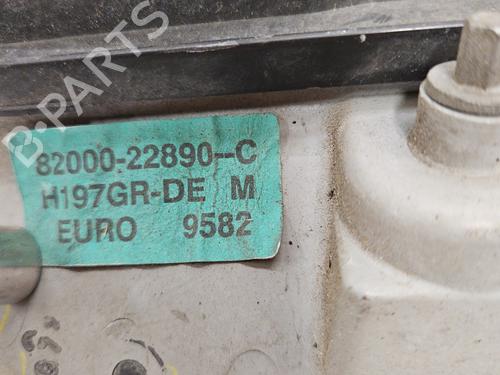 B-PARTS
82000-22890--C
H197GR-DE M
EURO 9582